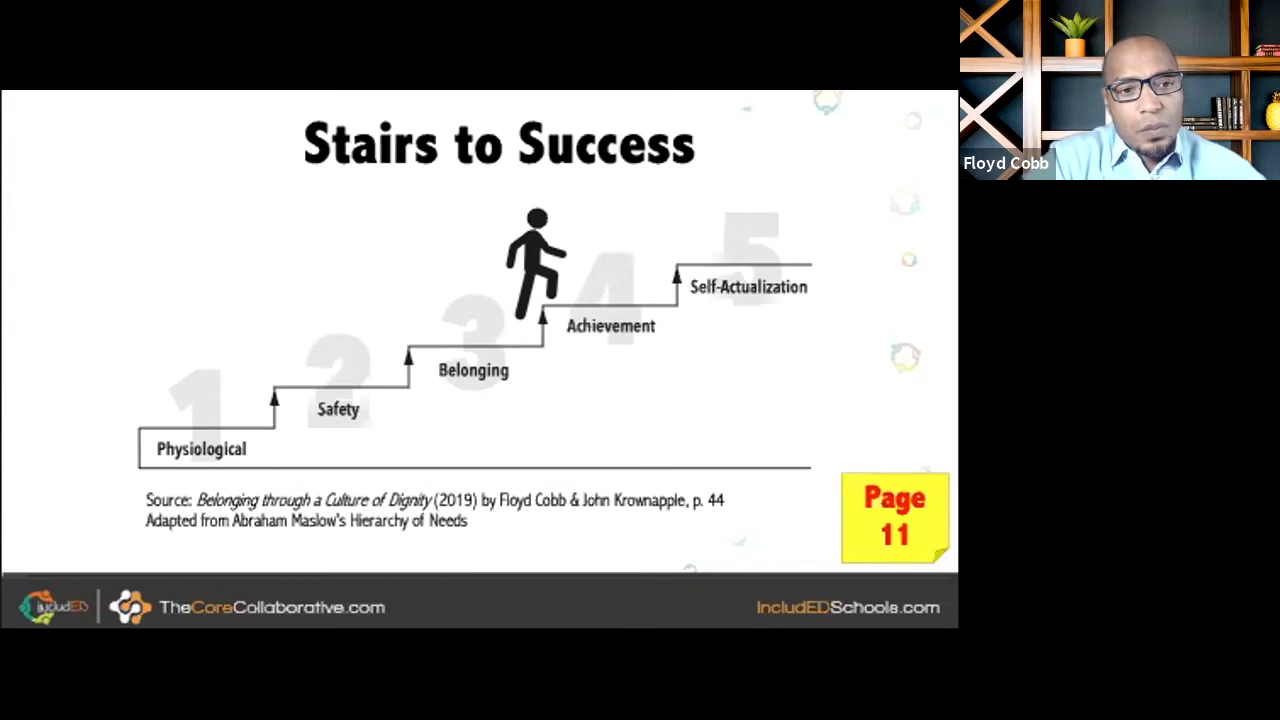 Stairs to Success
Floyd Cobb
5
Self-Actualization
4
Achievement
3
Belonging
2
Safety
1
Physiological
Source: Belonging through a Culture of Dignity (2019) by Floyd Cobb & John Krownapple, p. 44
Adapted from Abraham Maslow's Hierarchy of Needs
Page
11
IncludED
TheCoreCollaborative.com
IncludEDSchools.com